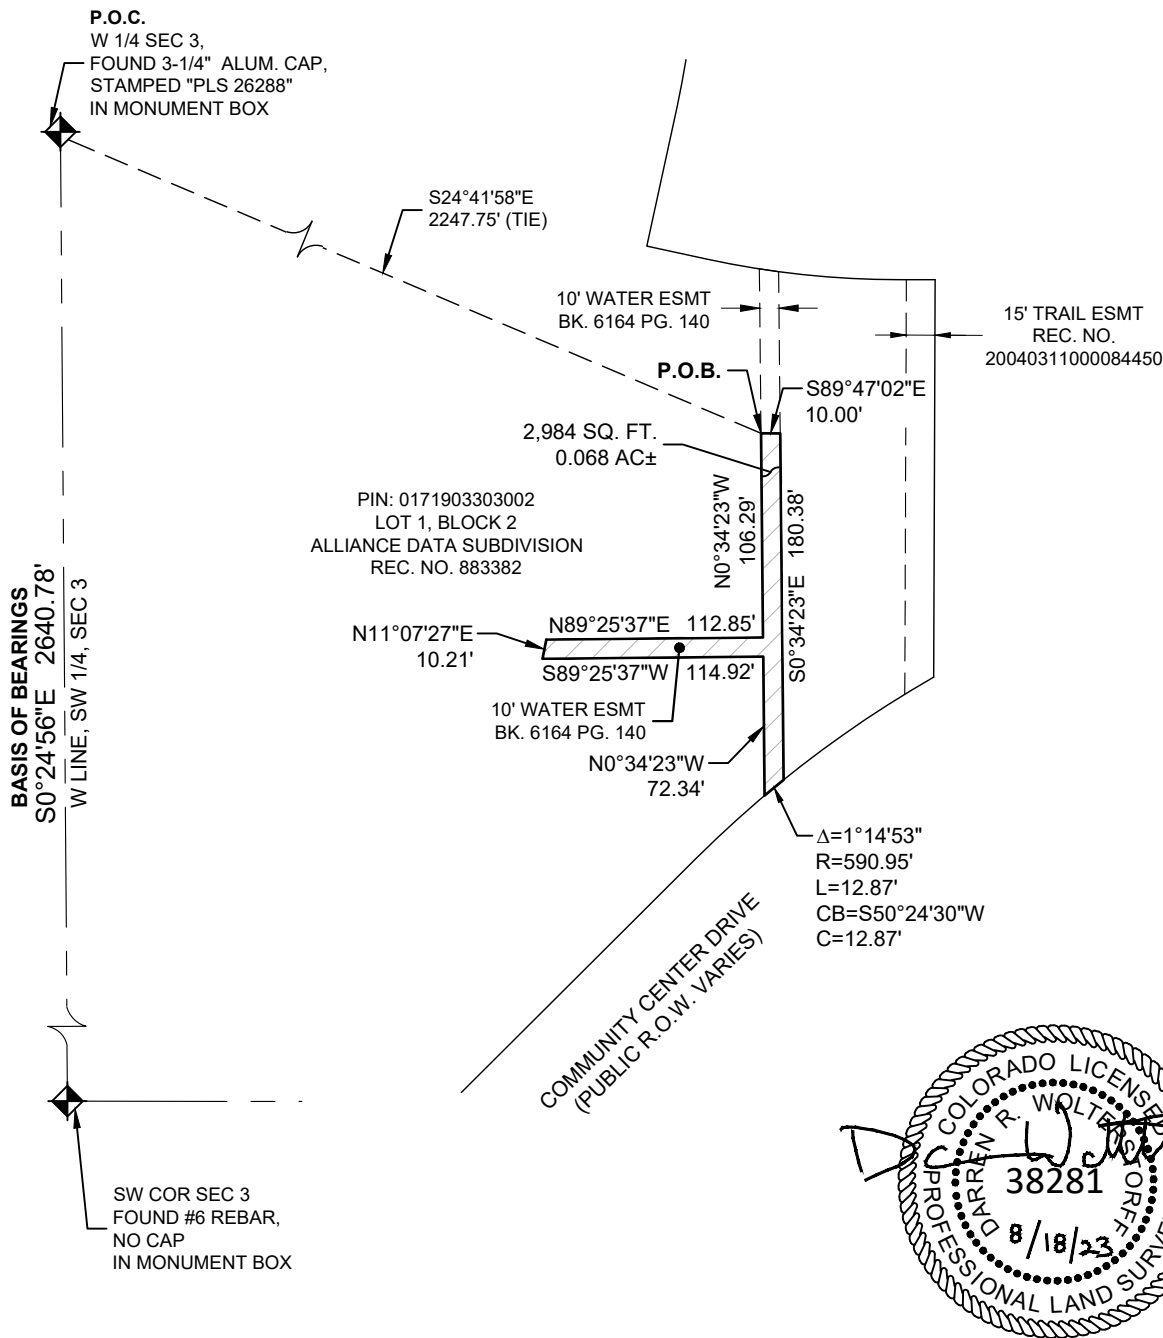 P.O.C.
W 1/4 SEC 3,
FOUND 3-1/4" ALUM. CAP,
STAMPED "PLS 26288"
IN MONUMENT BOX
S24°41'58"E
2247.75' (TIE)
10' WATER ESMT
BK. 6164 PG. 140
15' TRAIL ESMT
REC. NO.
20040311000084450
P.O.B.
S89°47'02"E
10.00'
2,984 SQ. FT.
0.068 AC±
PIN: 0171903303002
LOT 1, BLOCK 2
ALLIANCE DATA SUBDIVISION
REC. NO. 883382
N0°34'23"W
106.29'
S0°34'23"E 180.38'
BASIS OF BEARINGS
S0°24'56"E 2640.78'
W LINE, SW 1/4, SEC 3
N89°25'37"E 112.85'
N11°07'27"E
10.21'
S89°25'37"W 114.92'
10' WATER ESMT
BK. 6164 PG. 140
N0°34'23"W
72.34'
Δ=1°14'53"
R=590.95'
L=12.87'
CB=S50°24'30"W
C=12.87'
COMMUNITY CENTER DRIVE
(PUBLIC R.O.W. VARIES)
SW COR SEC 3
FOUND #6 REBAR,
NO CAP
IN MONUMENT BOX
COLORADO LICENSED
DARREN R. WOLTERSTORFF
38281
8/18/23
PROFESSIONAL LAND SURVE